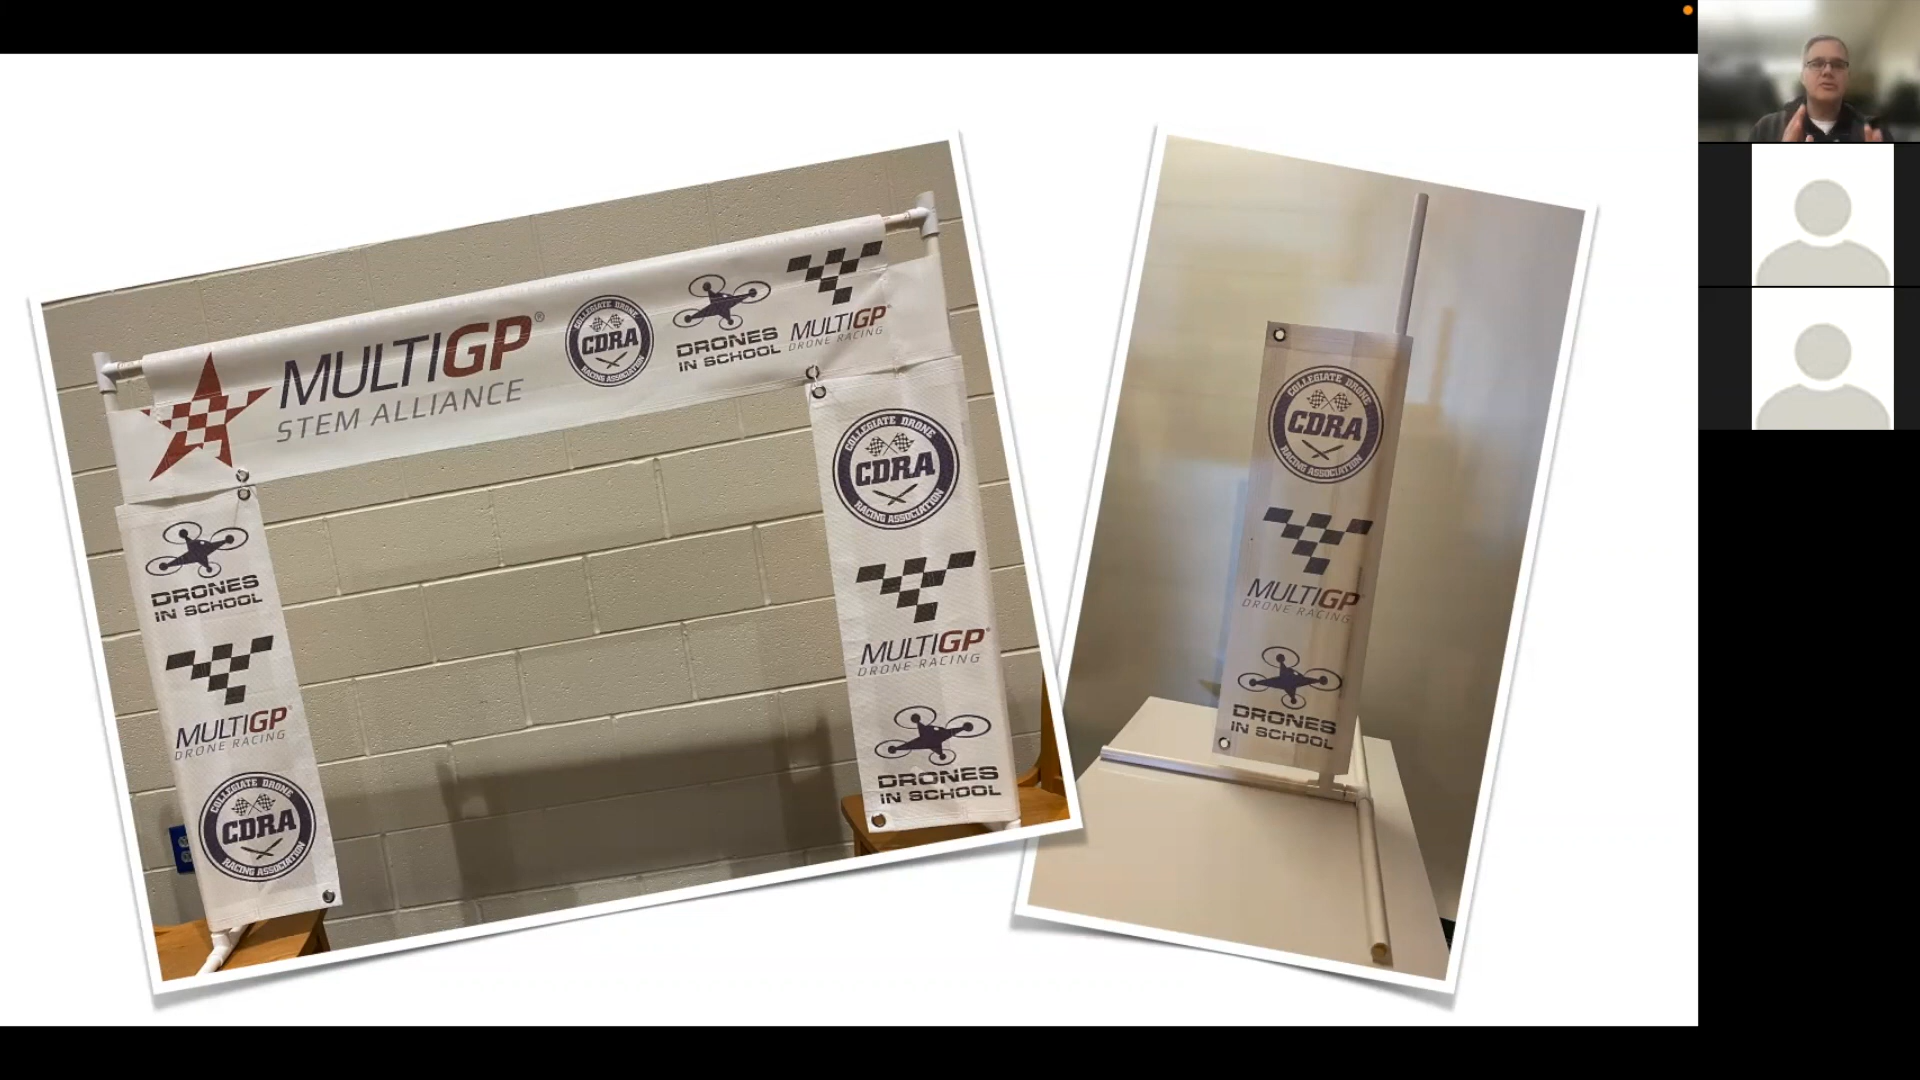 MULTIGP®
STEM ALLIANCE
COLLEGIATE DRONE
CDRA
RACING ASSOCIATION
DRONES
IN SCHOOL
MULTIGP
DRONE RACING
DRONES
IN SCHOOL
MULTIGP
DRONE RACING
COLLEGIATE DRONE
CDRA
RACING ASSOCIATION
COLLEGIATE DRONE
CDRA
RACING ASSOCIATION
MULTIGP
DRONE RACING
DRONES
IN SCHOOL
COLLEGIATE DRONE
CDRA
RACING ASSOCIATION
MULTIGP
DRONE RACING
DRONES
IN SCHOOL